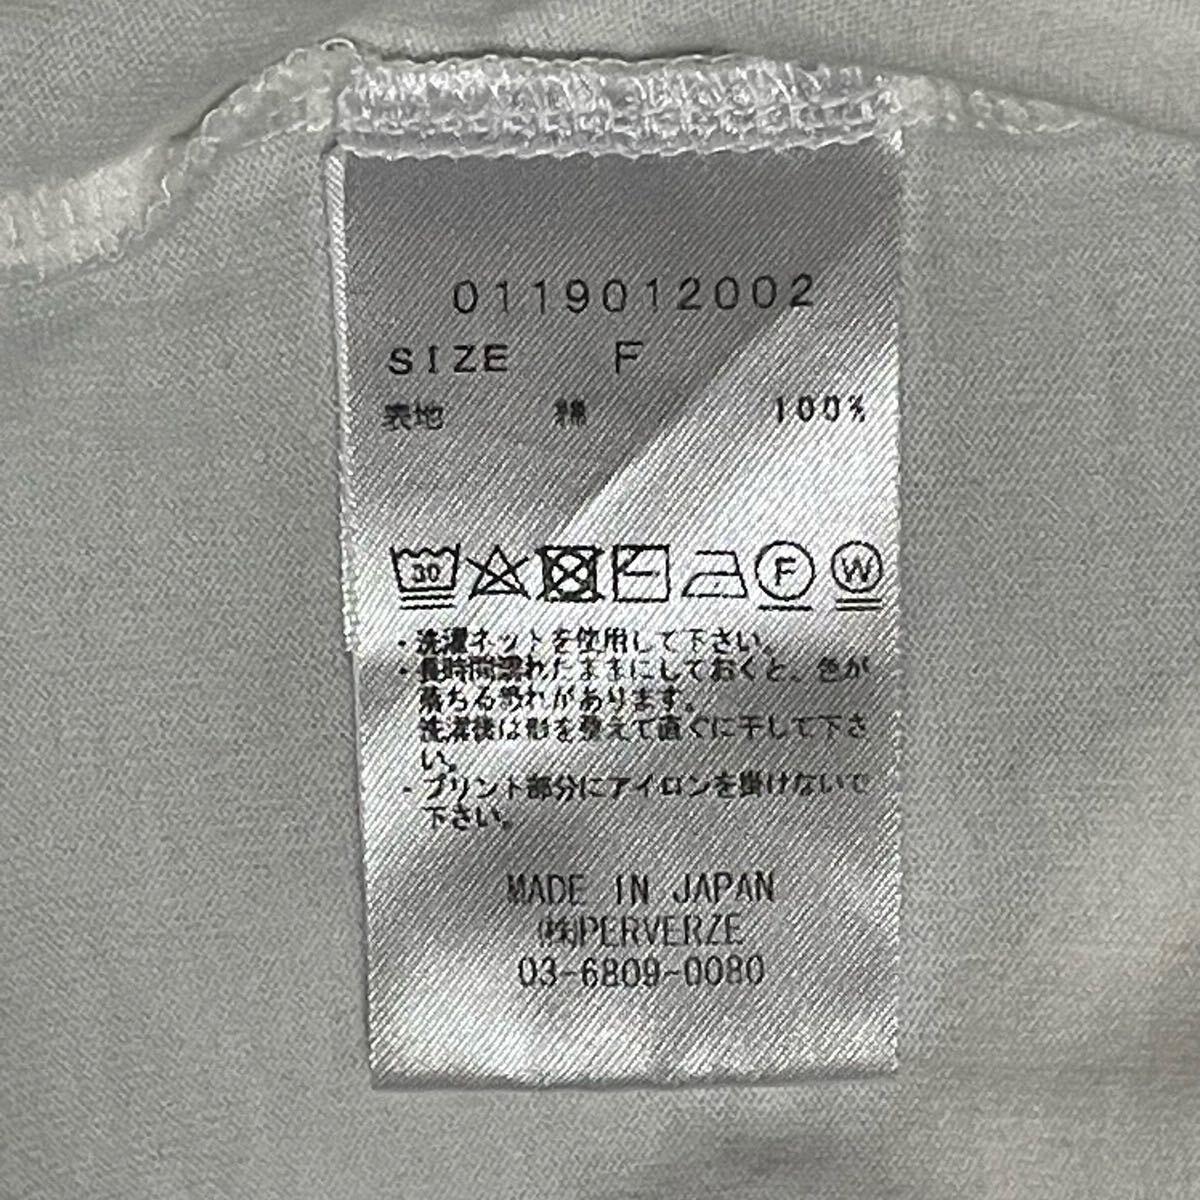 0119012002
SIZE F
表地 綿 100%
30 F W
・洗濯ネットを使用して下さい。
・長時間濡れたままにしておくと、色が
落ちる恐れがあります。
洗濯後は形を整えて直ぐに干して下さ
い。
・プリント部分にアイロンを掛けないで
下さい。
MADE IN JAPAN
㈱PERVERZE
03-6809-0080